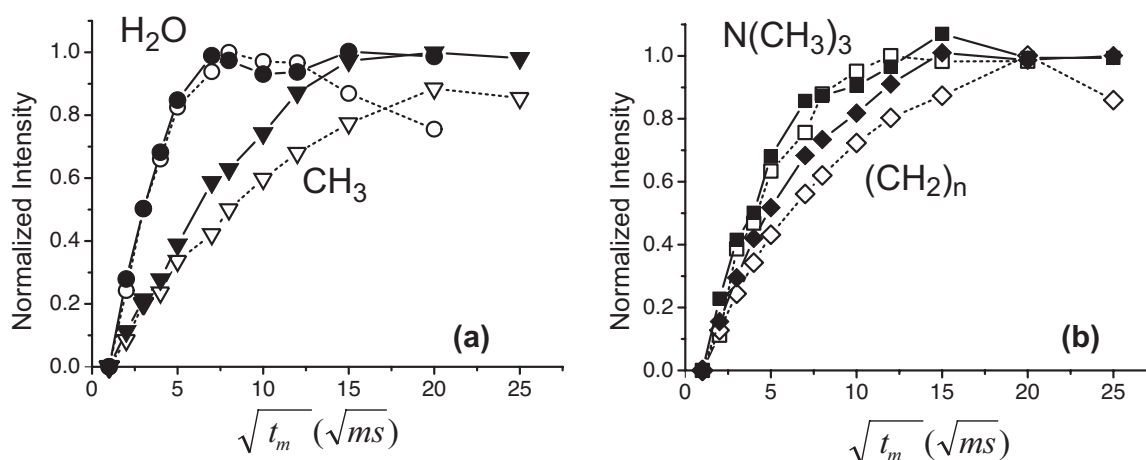 H₂O
CH₃
(a)
Normalized Intensity
0.0
0.2
0.4
0.6
0.8
1.0
0 5 10 15 20 25
√t_m (√ms)
N(CH₃)₃
(CH₂)n
(b)
Normalized Intensity
0.0
0.2
0.4
0.6
0.8
1.0
0 5 10 15 20 25
√t_m (√ms)